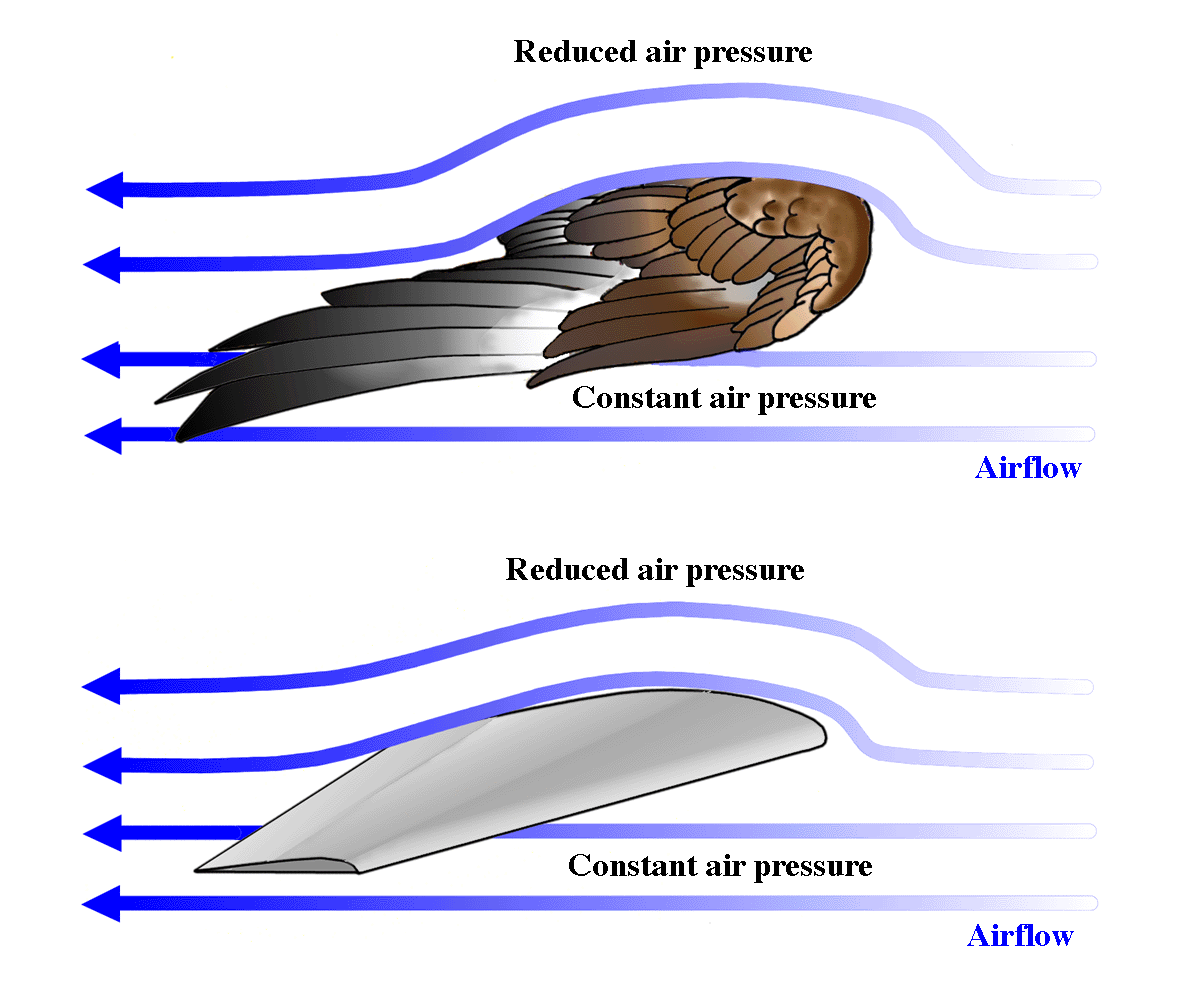 Reduced air pressure
Constant air pressure
Airflow
Reduced air pressure
Constant air pressure
Airflow